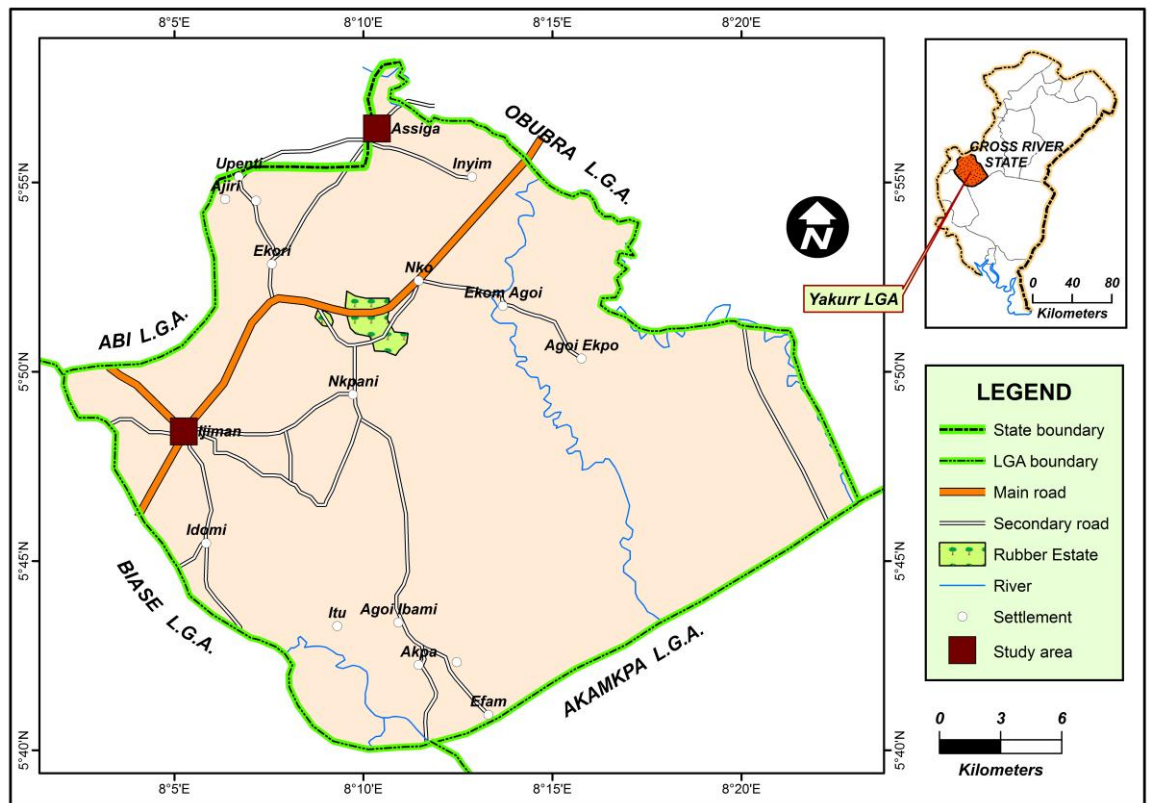 8°5'E
8°10'E
8°15'E
8°20'E
5°55'N
5°50'N
5°45'N
5°40'N
OBUBRA L.G.A.
Assiga
Upenti
Inyim
Ajiri
Ekori
Nko
Ekom Agoi
ABI L.G.A.
Agoi Ekpo
Nkpani
Ijiman
Idomi
BIASE L.G.A.
Itu
Agoi Ibami
Akpa
Efam
AKAMKPA L.G.A.
5°55'N
5°50'N
5°45'N
5°40'N
8°5'E
8°10'E
8°15'E
8°20'E
N
CROSS RIVER
STATE
Yakurr LGA
0 40 80
Kilometers
LEGEND
State boundary
LGA boundary
Main road
Secondary road
Rubber Estate
River
Settlement
Study area
0 3 6
Kilometers